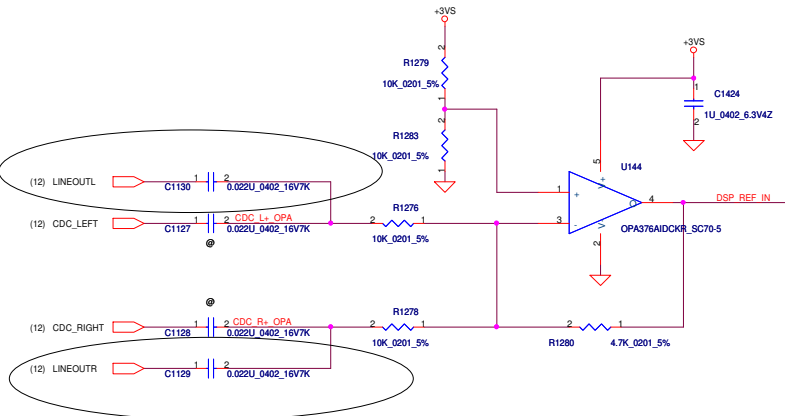 +3VS
2
R1279
10K_0201_5%
1
+3VS
1
C1424
1U_0402_6.3V4Z
2
2
R1283
10K_0201_5%
1
U144
5
V+
1
+
O
4
DSP_REF_IN
3
-
V-
2
OPA376AIDCKR_SC70-5
(12) LINEOUTL
1
2
C1130
0.022U_0402_16V7K
(12) CDC_LEFT
1
2
CDC_L+_OPA
C1127
0.022U_0402_16V7K
@
R1276
2
1
10K_0201_5%
@
(12) CDC_RIGHT
1
2
CDC_R+_OPA
C1128
0.022U_0402_16V7K
R1278
2
1
10K_0201_5%
2
1
R1280
4.7K_0201_5%
(12) LINEOUTR
1
2
C1129
0.022U_0402_16V7K